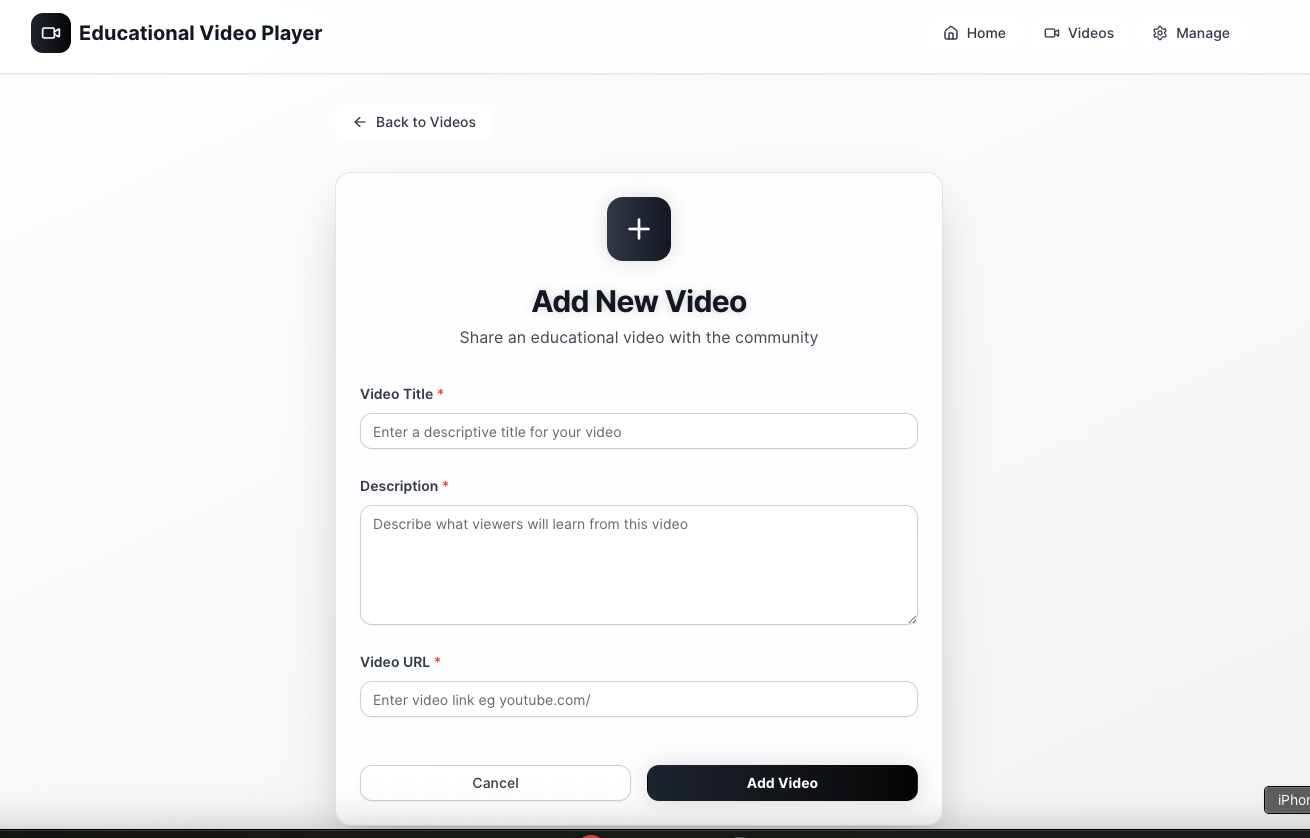 Educational Video Player
Home
Videos
Manage
Back to Videos
Add New Video
Share an educational video with the community
Video Title *
Enter a descriptive title for your video
Description *
Describe what viewers will learn from this video
Video URL *
Enter video link eg youtube.com/
Cancel
Add Video